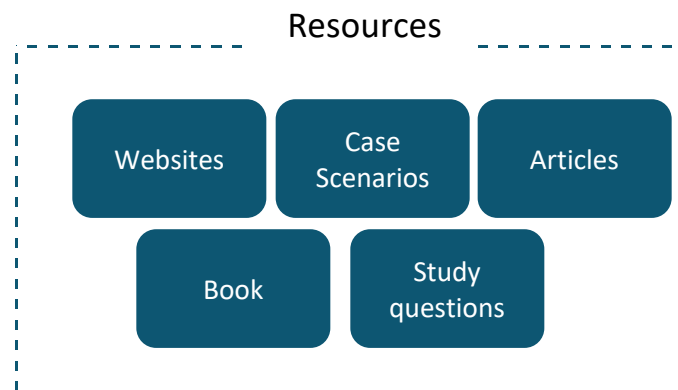 Resources
Websites
Case
Scenarios
Articles
Book
Study
questions